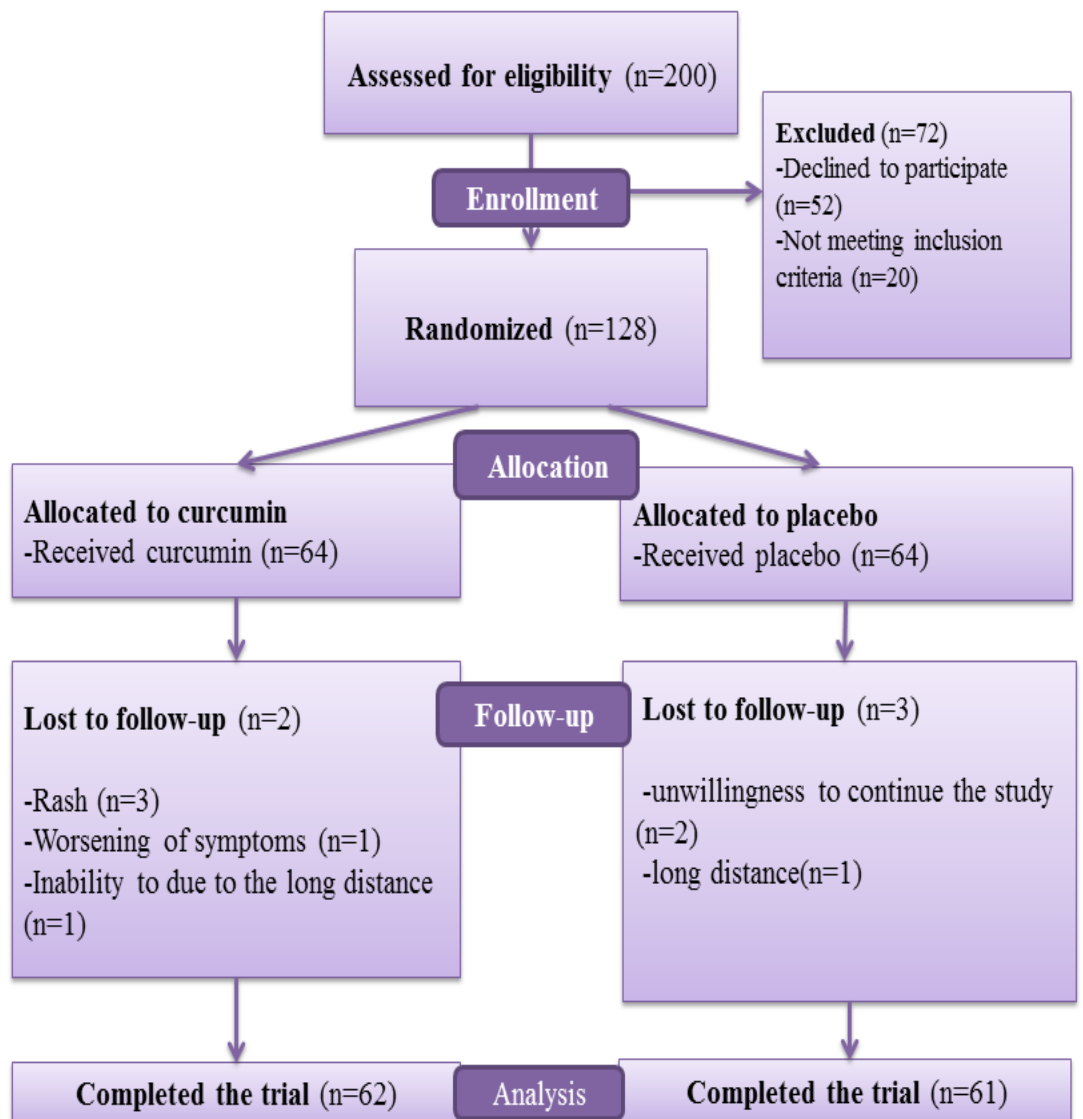 Assessed for eligibility (n=200)
Excluded (n=72)
-Declined to participate
(n=52)
-Not meeting inclusion
criteria (n=20)
Enrollment
Randomized (n=128)
Allocation
Allocated to curcumin
-Received curcumin (n=64)
Allocated to placebo
-Received placebo (n=64)
Follow-up
Lost to follow-up (n=2)
-Rash (n=3)
-Worsening of symptoms (n=1)
-Inability to due to the long distance
(n=1)
Lost to follow-up (n=3)
-unwillingness to continue the study
(n=2)
-long distance(n=1)
Completed the trial (n=62)
Analysis
Completed the trial (n=61)